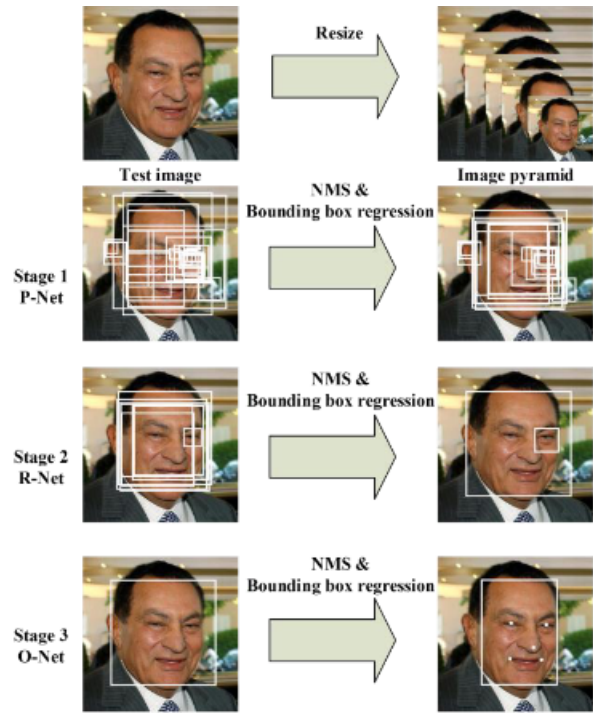 Resize
Test image
Image pyramid
NMS &
Bounding box regression
Stage 1
P-Net
NMS &
Bounding box regression
Stage 2
R-Net
NMS &
Bounding box regression
Stage 3
O-Net